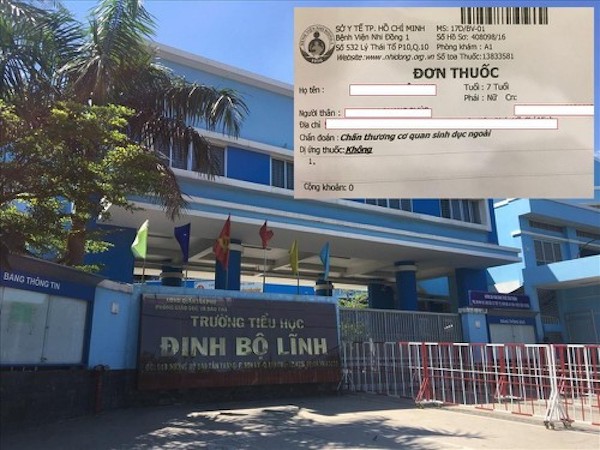 SỞ Y TẾ TP. HỒ CHÍ MINH
MS: 17D/BV-01
Bệnh Viện Nhi Đồng 1
Số Hồ Sơ: 408098/16
Số 532 Lý Thái Tổ P10,Q.10
Phòng khám: A1
Website:www.nhidong.org.vn
Số toa Thuốc:13833581
ĐƠN THUỐC
Họ tên :
Tuổi : 7 Tuổi
Phái : Nữ
Cn:
Người thân :
Địa chỉ :
Chẩn đoán : Chấn thương cơ quan sinh dục ngoài
Dị ứng thuốc: Không
1.
Cộng khoản: 0
BẢNG THÔNG TIN
TRƯỜNG TIỂU HỌC
ĐINH BỘ LĨNH